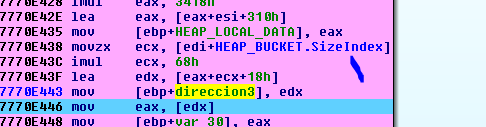 7770E428 imul eax, 3418h
7770E42E lea eax, [eax+esi+310h]
7770E435 mov [ebp+HEAP_LOCAL_DATA], eax
7770E438 movzx ecx, [edi+HEAP_BUCKET.SizeIndex]
7770E43C imul ecx, 68h
7770E43F lea edx, [eax+ecx+18h]
7770E443 mov [ebp+direccion3], edx
7770E446 mov eax, [edx]
7770E448 mov [ebp+var_30], eax